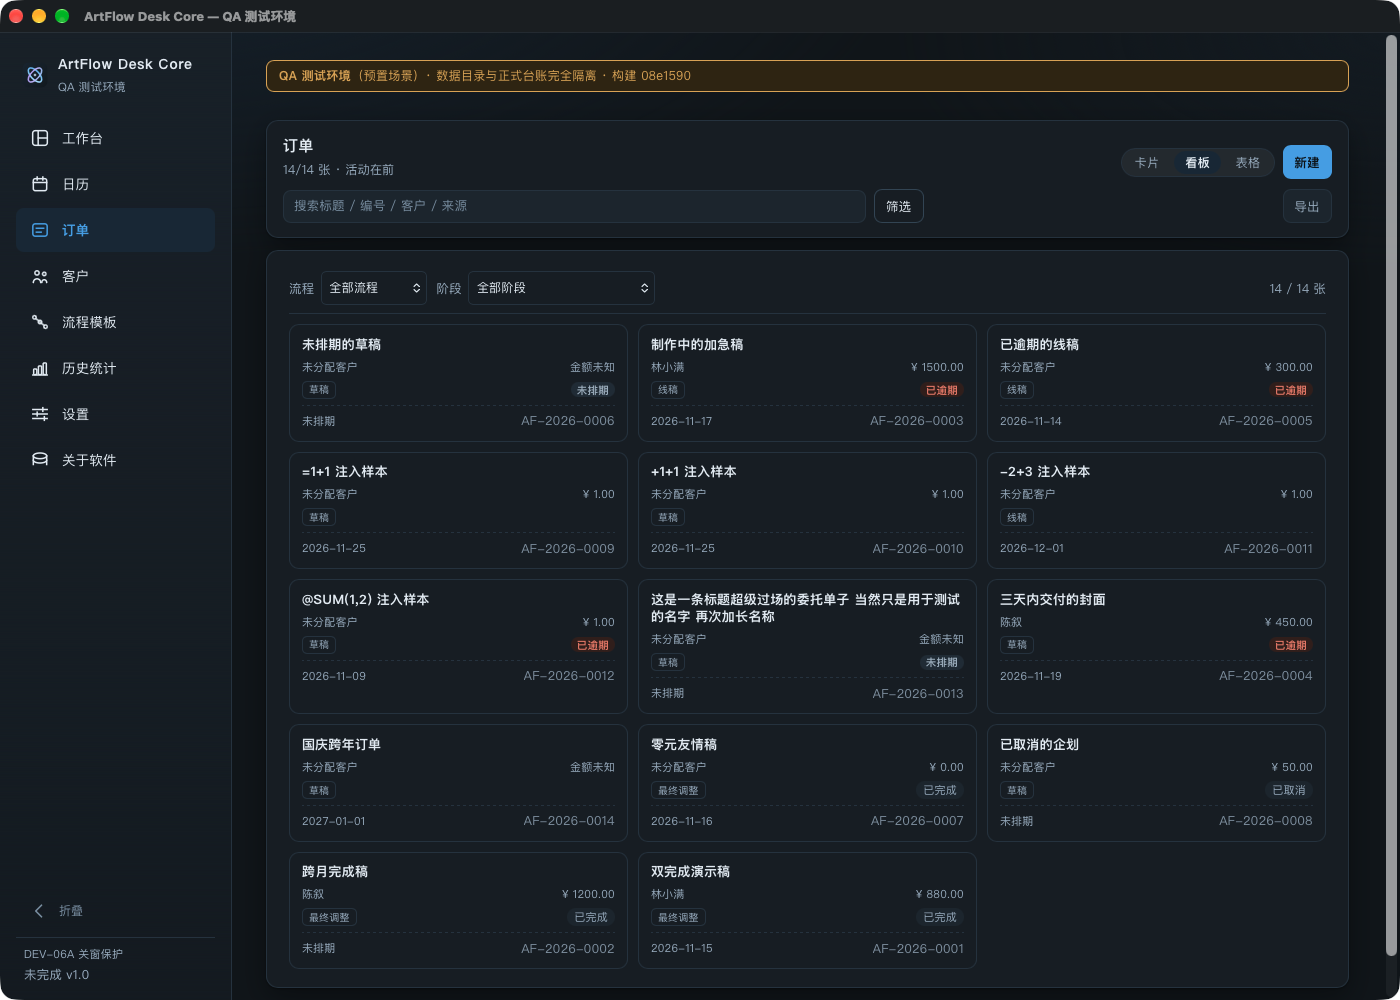 ArtFlow Desk Core — QA 测试环境
ArtFlow Desk Core
QA 测试环境
工作台
日历
订单
客户
流程模板
历史统计
设置
关于软件
折叠
DEV-06A 关窗保护
未完成 v1.0
QA 测试环境（预置场景）· 数据目录与正式台账完全隔离 · 构建 08e1590
订单
14/14 张 · 活动在前
卡片 看板 表格 新建
搜索标题 / 编号 / 客户 / 来源 筛选 导出
流程 全部流程 阶段 全部阶段 14 / 14 张
未排期的草稿
未分配客户 金额未知
草稿 未排期
未排期 AF-2026-0006
制作中的加急稿
林小满 ¥ 1500.00
线稿 已逾期
2026-11-17 AF-2026-0003
已逾期的线稿
未分配客户 ¥ 300.00
线稿 已逾期
2026-11-14 AF-2026-0005
=1+1 注入样本
未分配客户 ¥ 1.00
草稿
2026-11-25 AF-2026-0009
+1+1 注入样本
未分配客户 ¥ 1.00
草稿
2026-11-25 AF-2026-0010
-2+3 注入样本
未分配客户 ¥ 1.00
线稿
2026-12-01 AF-2026-0011
@SUM(1,2) 注入样本
未分配客户 ¥ 1.00
草稿 已逾期
2026-11-09 AF-2026-0012
这是一条标题超级过场的委托单子 当然只是用于测试
的名字 再次加长名称
未分配客户 金额未知
草稿 未排期
未排期 AF-2026-0013
三天内交付的封面
陈叙 ¥ 450.00
草稿 已逾期
2026-11-19 AF-2026-0004
国庆跨年订单
未分配客户 金额未知
草稿
2027-01-01 AF-2026-0014
零元友情稿
未分配客户 ¥ 0.00
最终调整 已完成
2026-11-16 AF-2026-0007
已取消的企划
未分配客户 ¥ 50.00
草稿 已取消
未排期 AF-2026-0008
跨月完成稿
陈叙 ¥ 1200.00
最终调整 已完成
未排期 AF-2026-0002
双完成演示稿
林小满 ¥ 880.00
最终调整 已完成
2026-11-15 AF-2026-0001